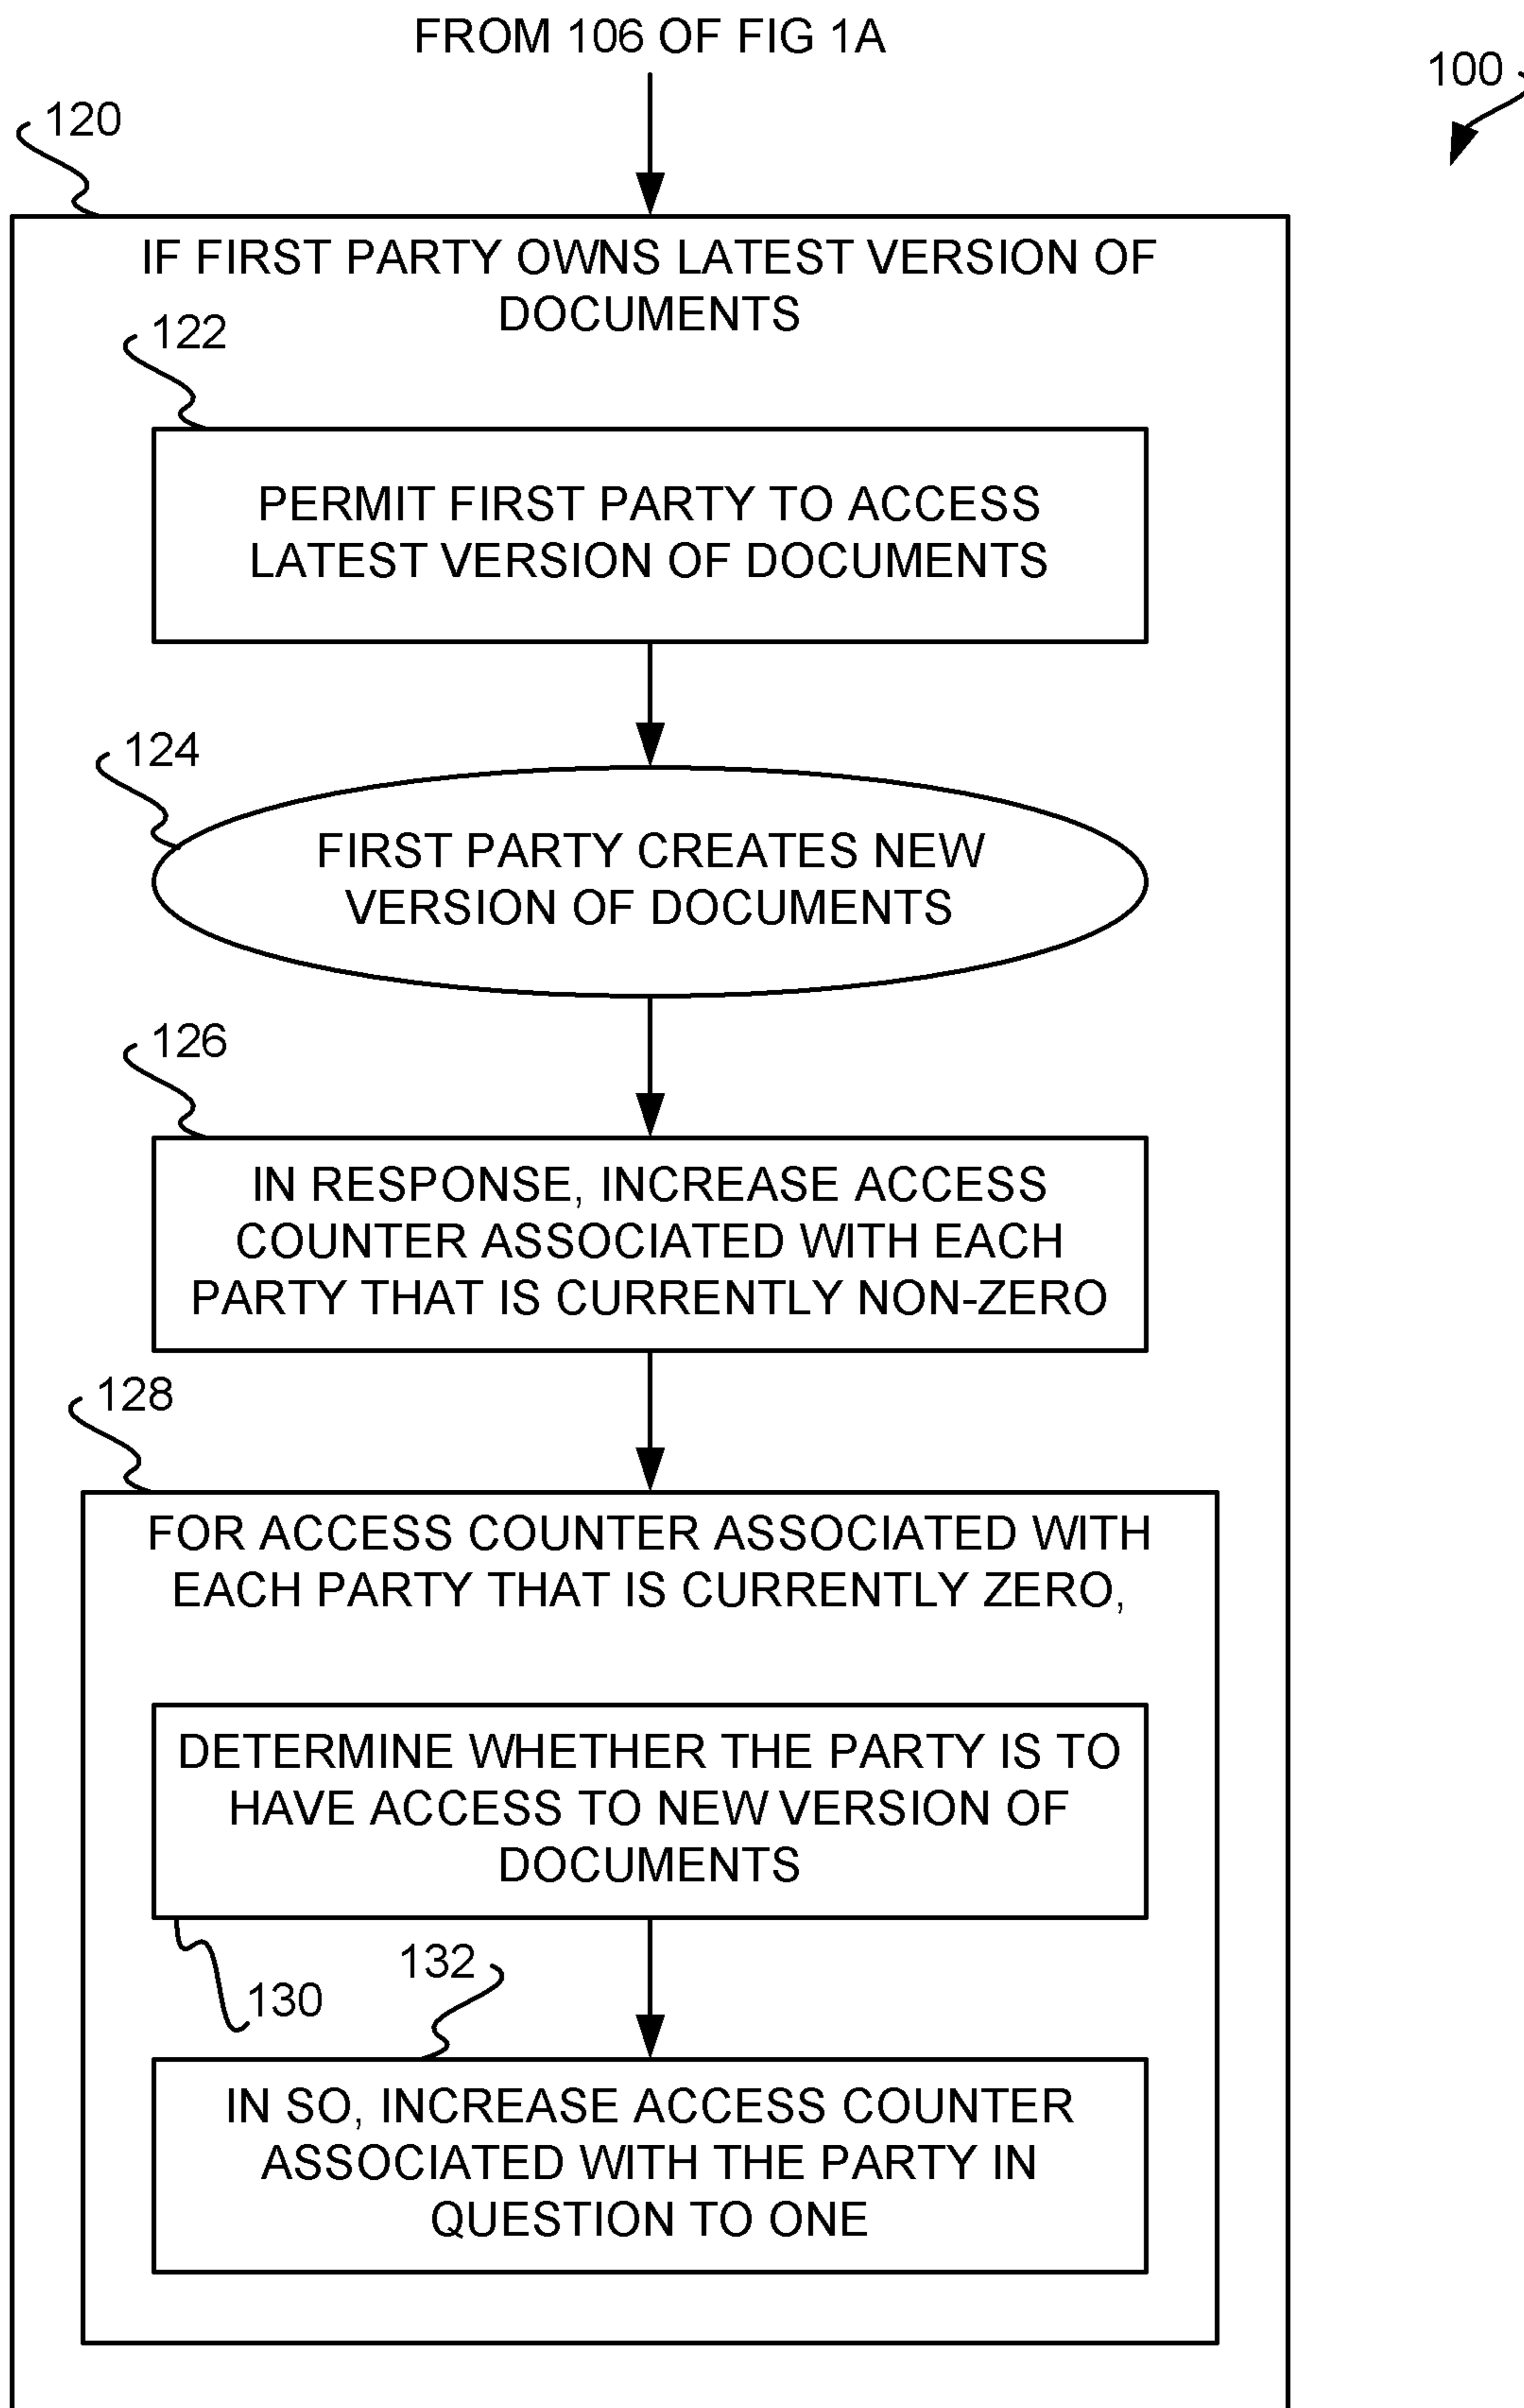 FROM 106 OF FIG 1A
100
120
IF FIRST PARTY OWNS LATEST VERSION OF
DOCUMENTS
122
PERMIT FIRST PARTY TO ACCESS
LATEST VERSION OF DOCUMENTS
124
FIRST PARTY CREATES NEW
VERSION OF DOCUMENTS
126
IN RESPONSE, INCREASE ACCESS
COUNTER ASSOCIATED WITH EACH
PARTY THAT IS CURRENTLY NON-ZERO
128
FOR ACCESS COUNTER ASSOCIATED WITH
EACH PARTY THAT IS CURRENTLY ZERO,
DETERMINE WHETHER THE PARTY IS TO
HAVE ACCESS TO NEW VERSION OF
DOCUMENTS
130
132
IN SO, INCREASE ACCESS COUNTER
ASSOCIATED WITH THE PARTY IN
QUESTION TO ONE